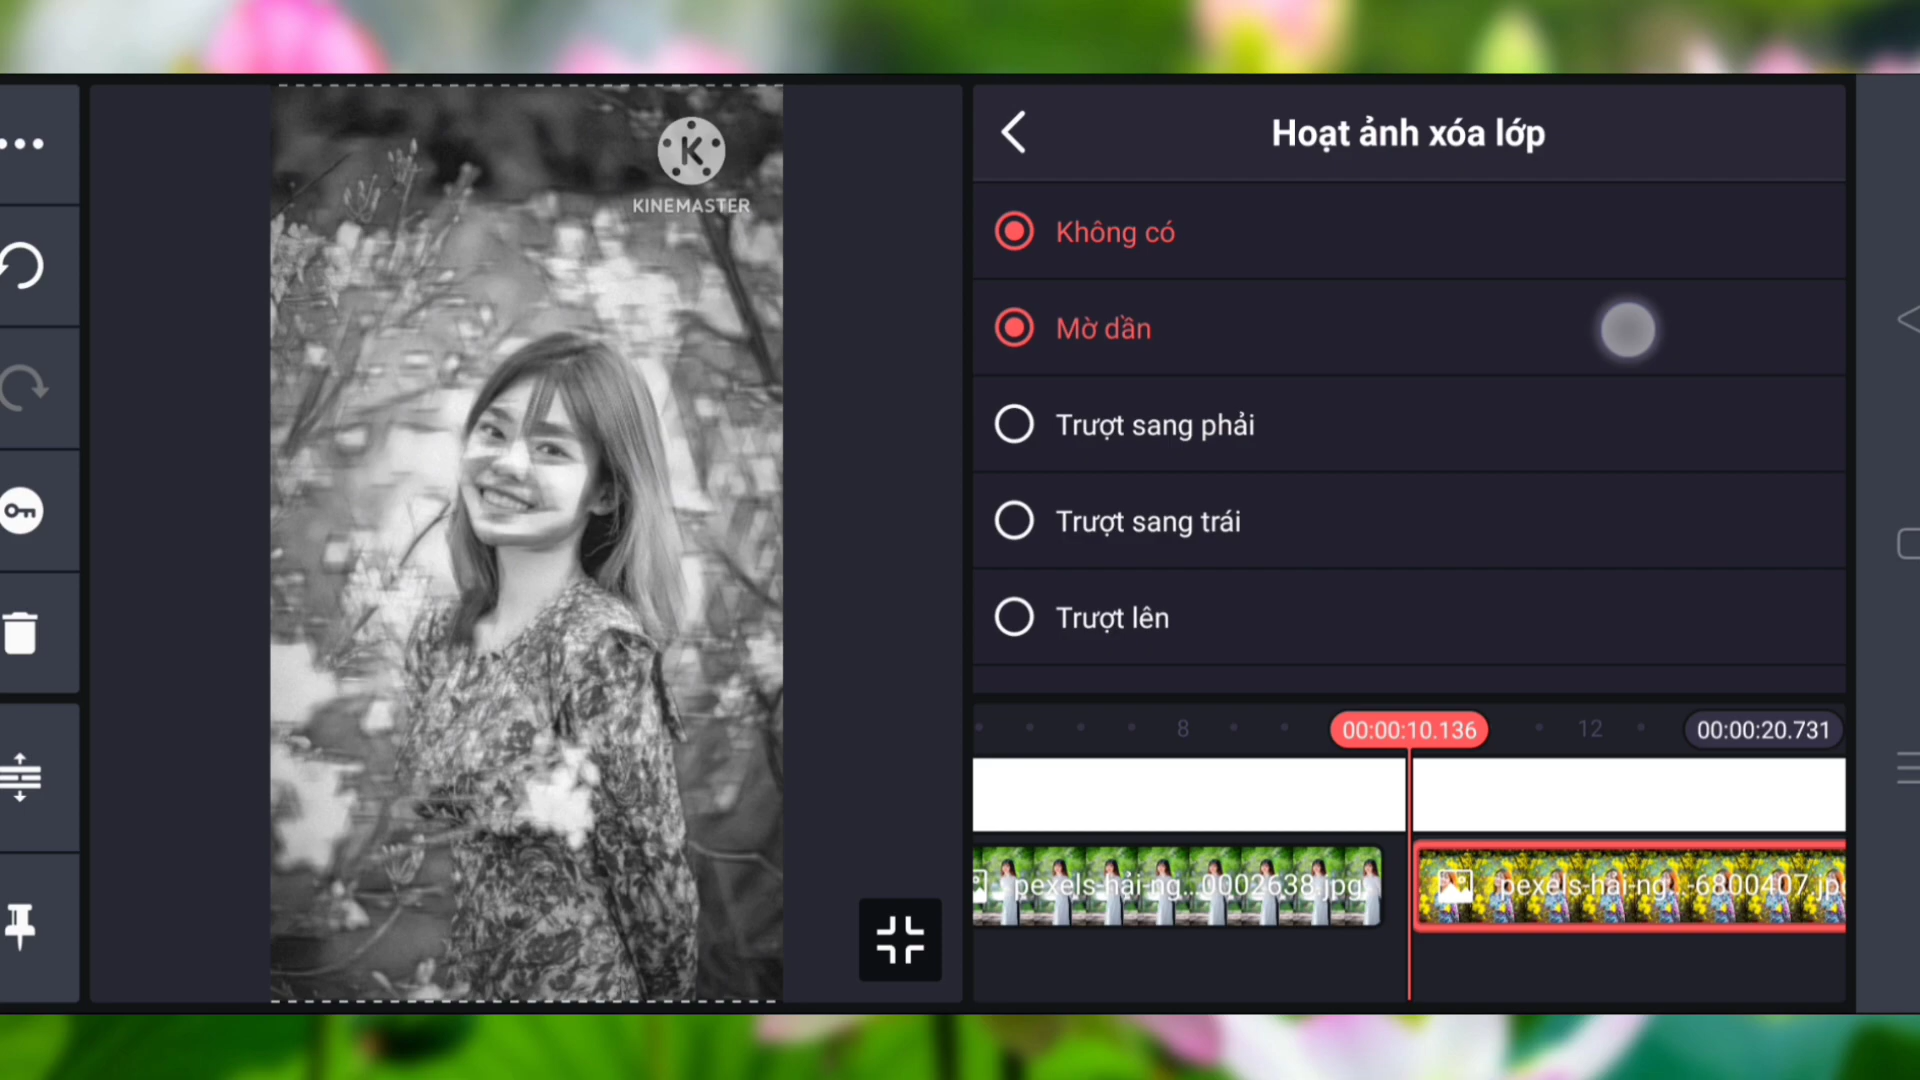 K
KINEMASTER
Hoạt ảnh xóa lớp
Không có
Mờ dần
Trượt sang phải
Trượt sang trái
Trượt lên
8
00:00:10.136
12
00:00:20.731
pexels-hải-ng...0002638.jpg
pexels-hải-ng...-6800407.jp